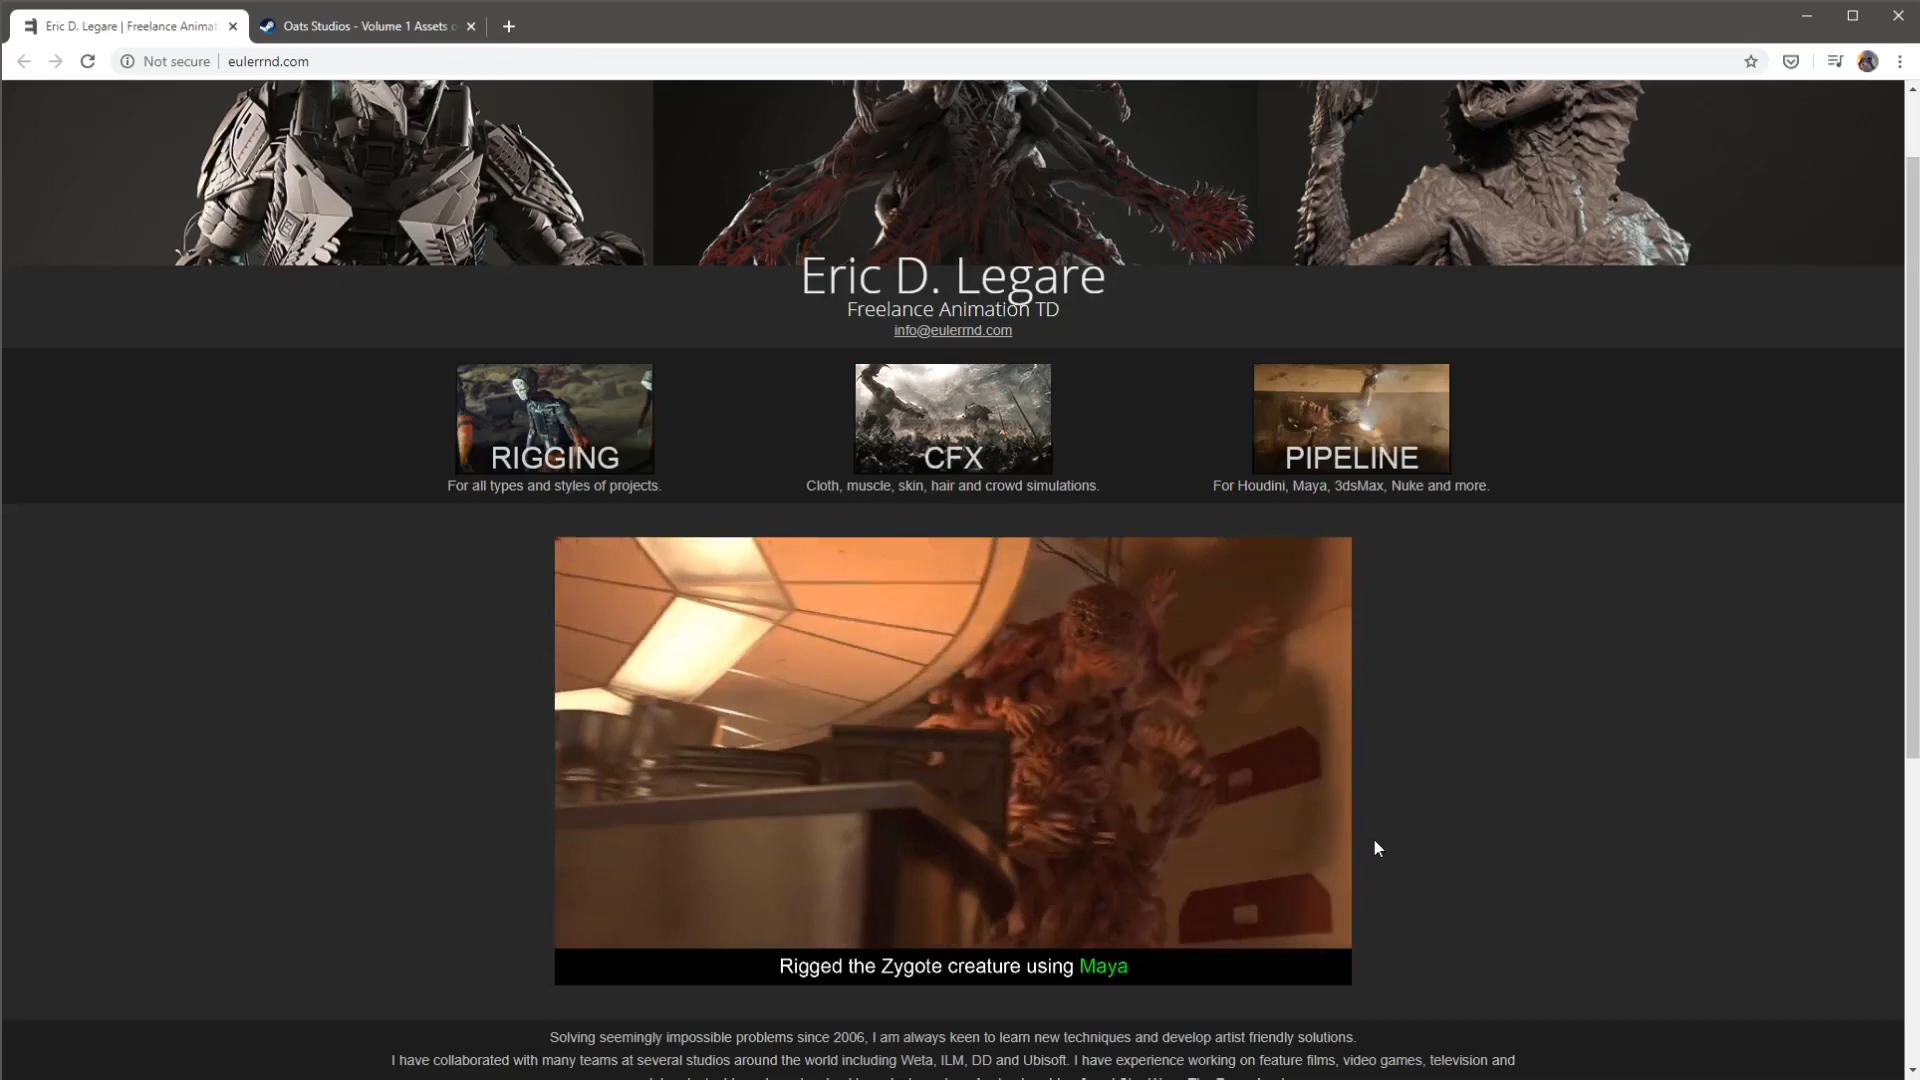 Eric D. Legare | Freelance Animat
Oats Studios - Volume 1 Assets o
Not secure
eulerrnd.com
Eric D. Legare
Freelance Animation TD
info@eulerrnd.com
RIGGING
CFX
PIPELINE
For all types and styles of projects.
Cloth, muscle, skin, hair and crowd simulations.
For Houdini, Maya, 3dsMax, Nuke and more.
Rigged the Zygote creature using Maya
Solving seemingly impossible problems since 2006, I am always keen to learn new techniques and develop artist friendly solutions.
I have collaborated with many teams at several studios around the world including Weta, ILM, DD and Ubisoft. I have experience working on feature films, video games, television and